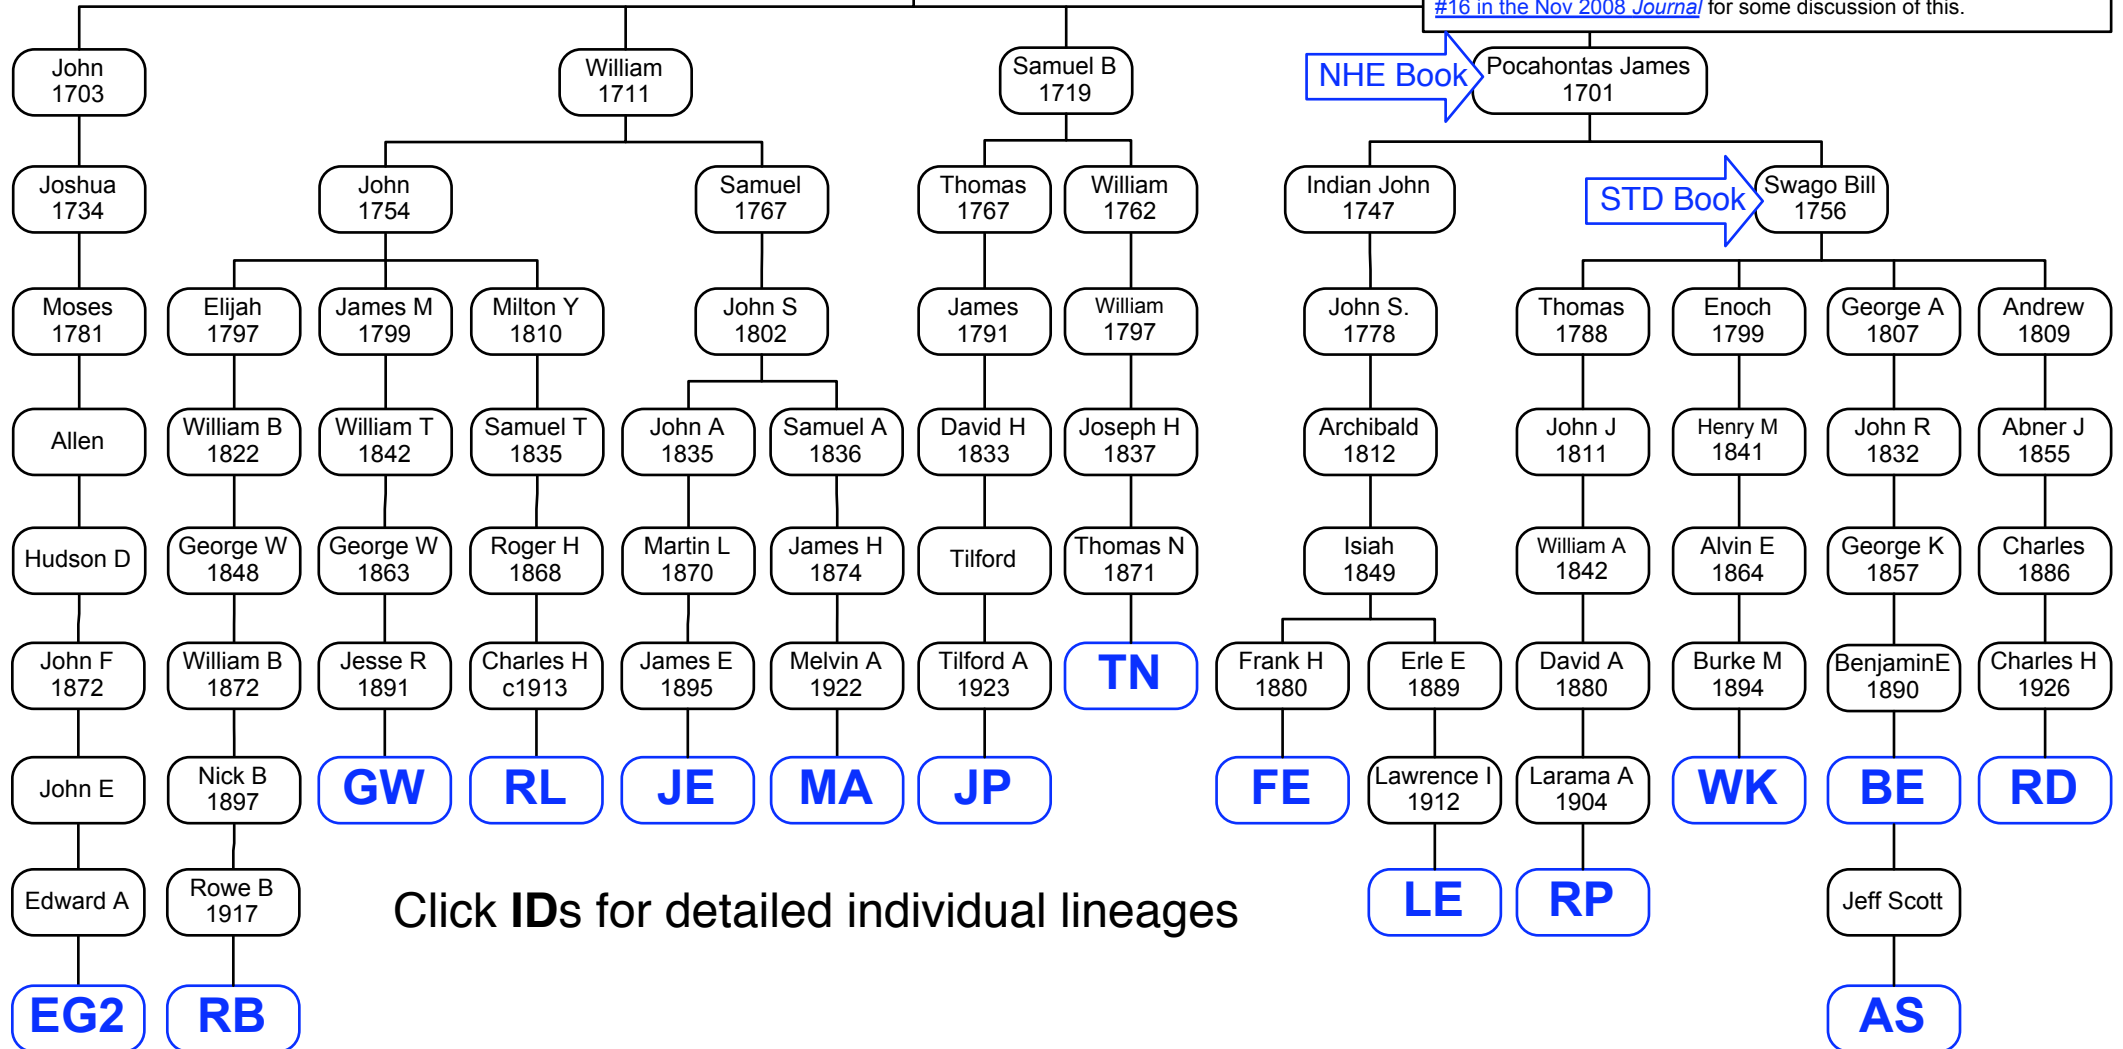 #16 in the Nov 2008 Journal for some discussion of this.
John
1703
William
1711
Samuel B
1719
NHE Book
Pocahontas James
1701
Joshua
1734
John
1754
Samuel
1767
Thomas
1767
William
1762
Indian John
1747
STD Book
Swago Bill
1756
Moses
1781
Elijah
1797
James M
1799
Milton Y
1810
John S
1802
James
1791
William
1797
John S.
1778
Thomas
1788
Enoch
1799
George A
1807
Andrew
1809
Allen
William B
1822
William T
1842
Samuel T
1835
John A
1835
Samuel A
1836
David H
1833
Joseph H
1837
Archibald
1812
John J
1811
Henry M
1841
John R
1832
Abner J
1855
Hudson D
George W
1848
George W
1863
Roger H
1868
Martin L
1870
James H
1874
Tilford
Thomas N
1871
Isiah
1849
William A
1842
Alvin E
1864
George K
1857
Charles
1886
John F
1872
William B
1872
Jesse R
1891
Charles H
c1913
James E
1895
Melvin A
1922
Tilford A
1923
TN
Frank H
1880
Erle E
1889
David A
1880
Burke M
1894
BenjaminE
1890
Charles H
1926
John E
Nick B
1897
GW
RL
JE
MA
JP
FE
Lawrence I
1912
Larama A
1904
WK
BE
RD
Edward A
Rowe B
1917
Click IDs for detailed individual lineages
LE
RP
Jeff Scott
EG2
RB
AS